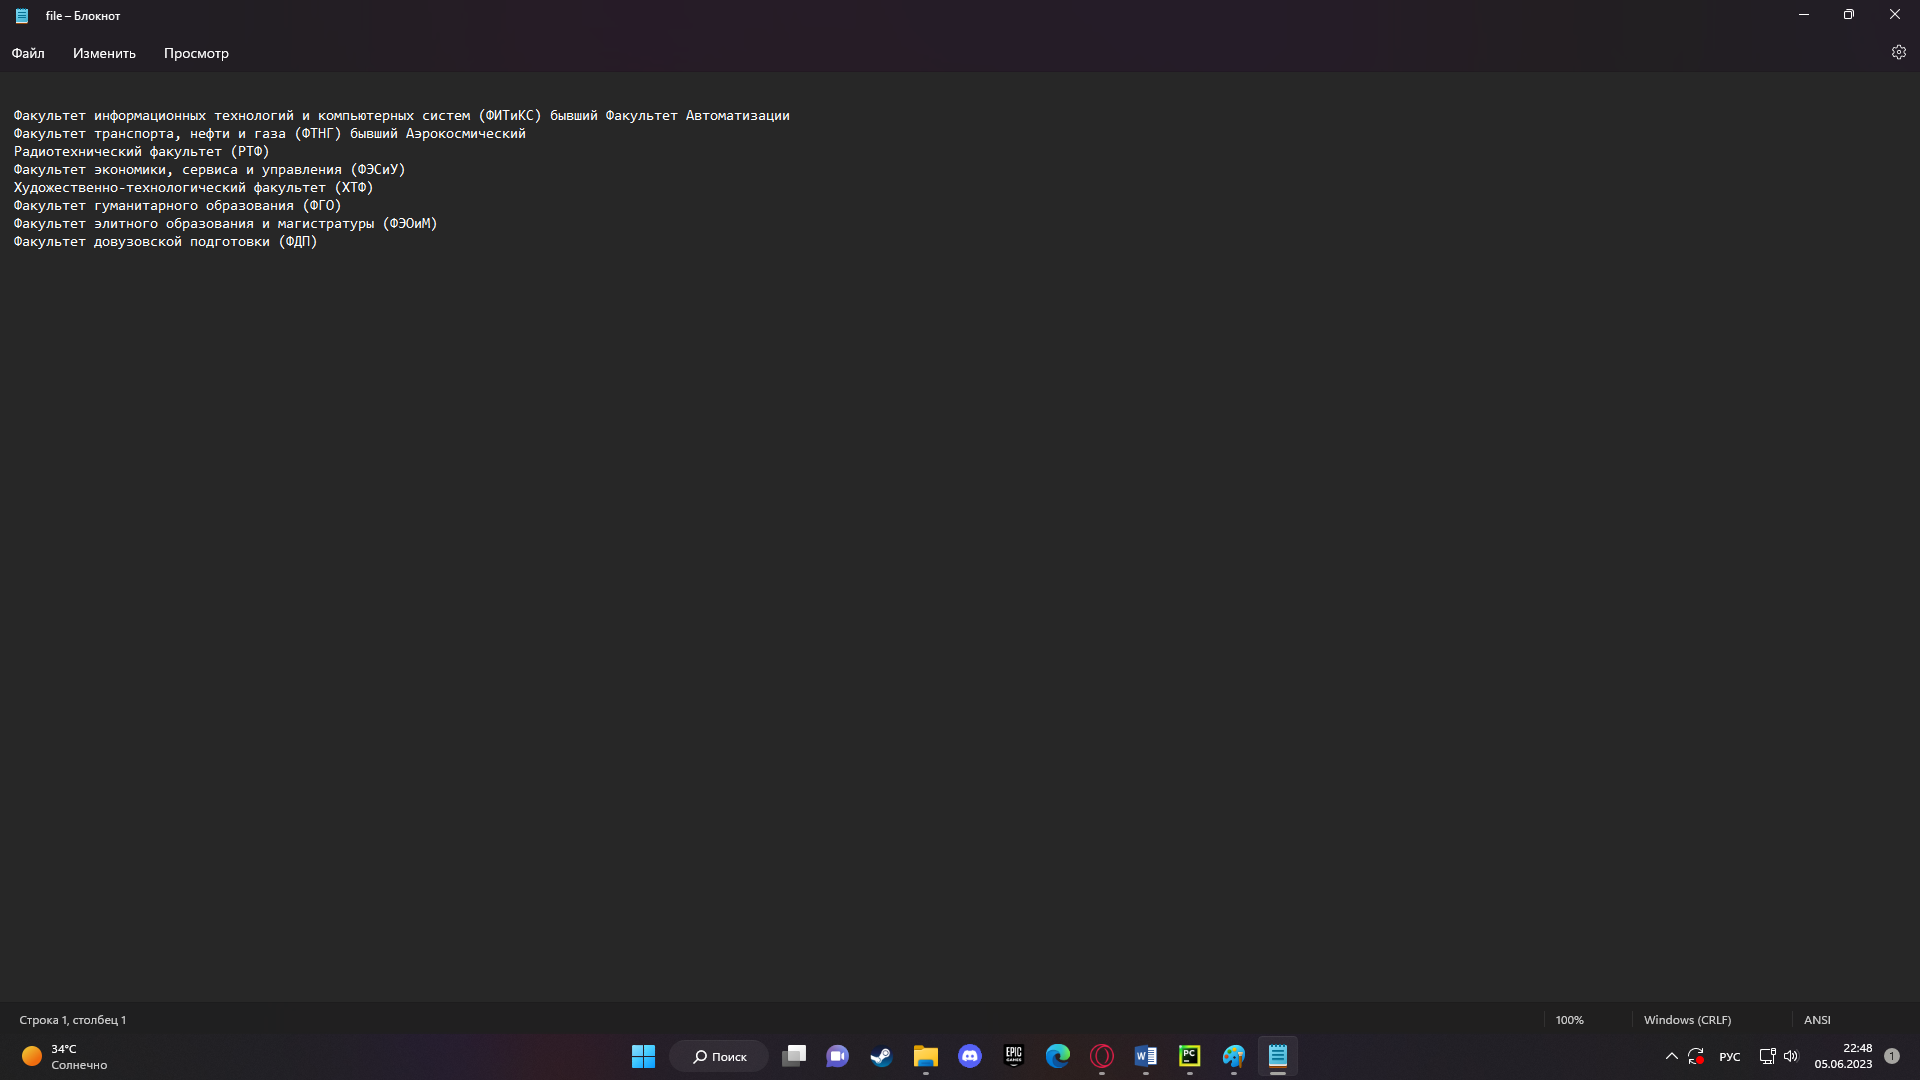 file – Блокнот
Файл Изменить Просмотр
Факультет информационных технологий и компьютерных систем (ФИТиКС) бывший Факультет Автоматизации
Факультет транспорта, нефти и газа (ФТНГ) бывший Аэрокосмический
Радиотехнический факультет (РТФ)
Факультет экономики, сервиса и управления (ФЭСиУ)
Художественно-технологический факультет (ХТФ)
Факультет гуманитарного образования (ФГО)
Факультет элитного образования и магистратуры (ФЭОиМ)
Факультет довузовской подготовки (ФДП)
Строка 1, столбец 1 100% Windows (CRLF) ANSI
34°C
Солнечно
Поиск
EPIC
GAMES
W
PC
РУС
22:48
05.06.2023
1